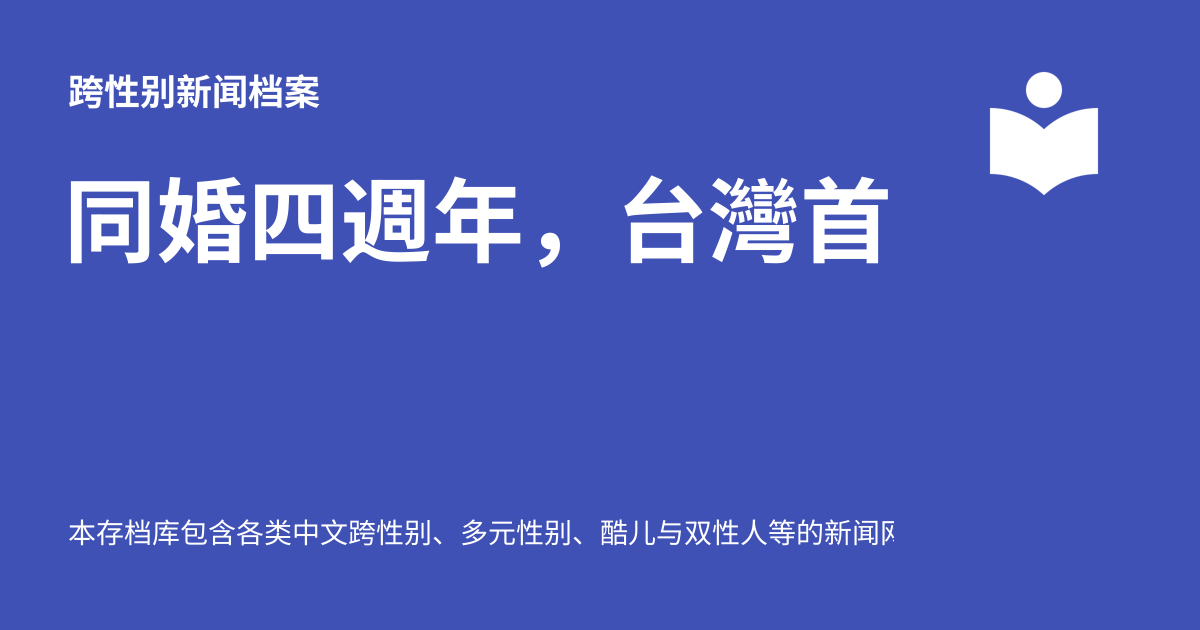 跨性别新闻档案
同婚四週年，台灣首
本存档库包含各类中文跨性别、多元性别、酷儿与双性人等的新闻